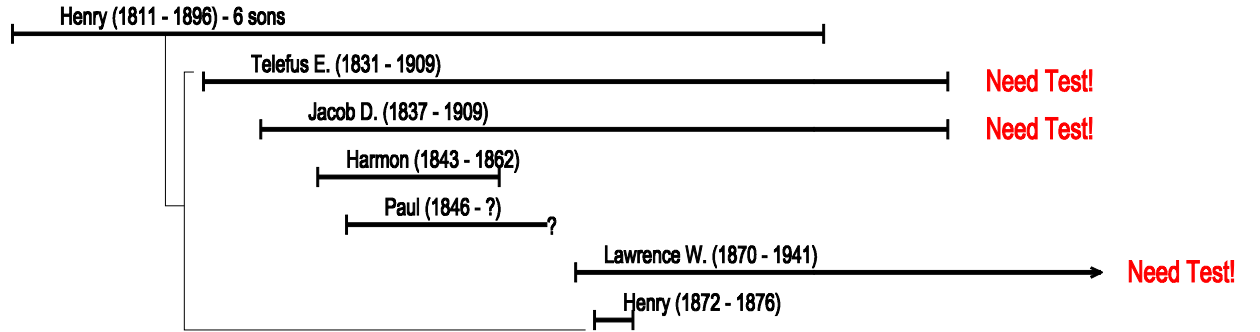 Henry (1811 - 1896) - 6 sons
Telefus E. (1831 - 1909)
Need Test!
Jacob D. (1837 - 1909)
Need Test!
Harmon (1843 - 1862)
Paul (1846 - ?)
?
Lawrence W. (1870 - 1941)
Need Test!
Henry (1872 - 1876)